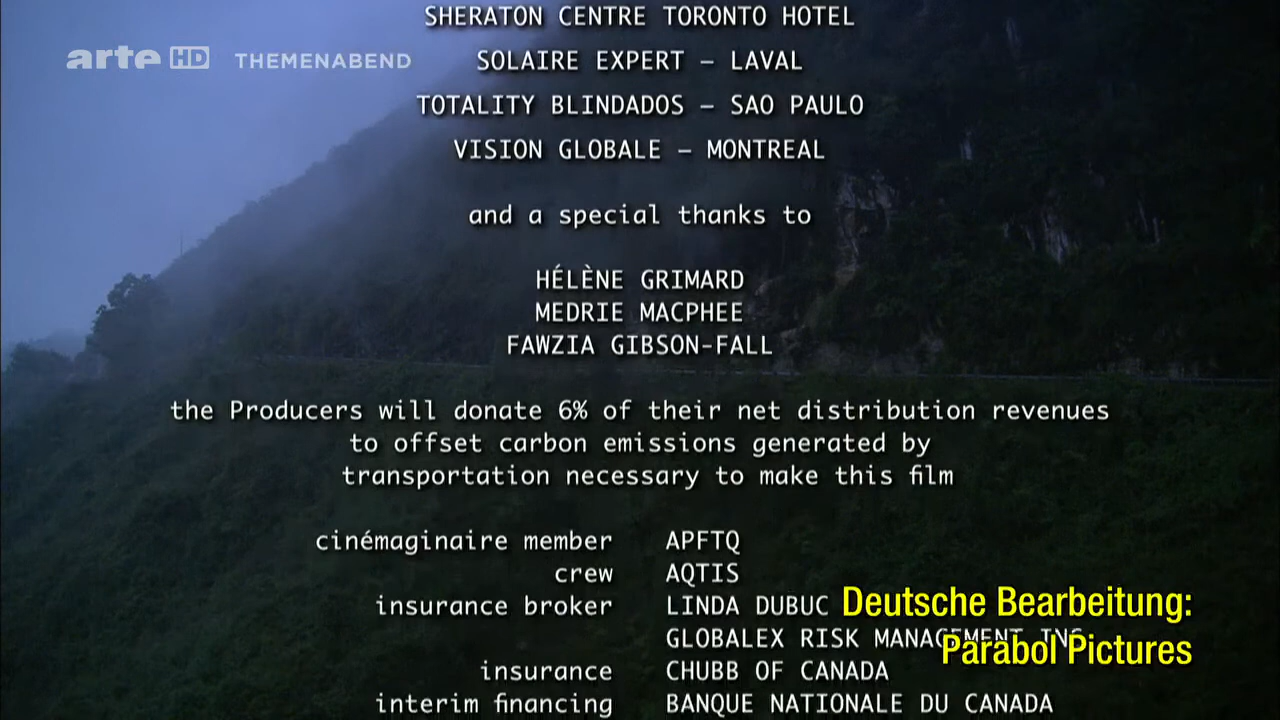 SHERATON CENTRE TORONTO HOTEL
arte HD THEMENABEND
SOLAIRE EXPERT – LAVAL
TOTALITY BLINDADOS – SAO PAULO
VISION GLOBALE – MONTREAL
and a special thanks to
HÉLÈNE GRIMARD
MEDRIE MACPHEE
FAWZIA GIBSON-FALL
the Producers will donate 6% of their net distribution revenues
to offset carbon emissions generated by
transportation necessary to make this film
cinémaginaire member APFTQ
crew AQTIS
insurance broker LINDA DUBUC
GLOBALEX RISK MANAGEMENT INC
insurance CHUBB OF CANADA
interim financing BANQUE NATIONALE DU CANADA
Deutsche Bearbeitung:
Parabol Pictures